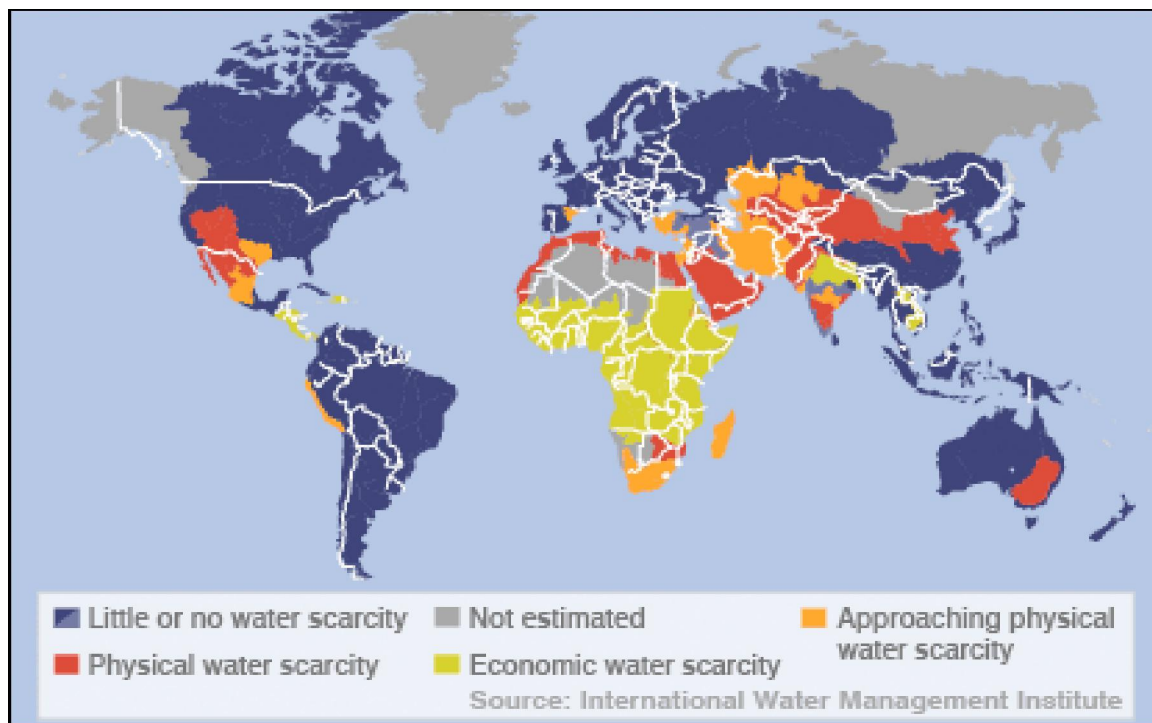 Little or no water scarcity
Not estimated
Approaching physical
water scarcity
Physical water scarcity
Economic water scarcity
Source: International Water Management Institute